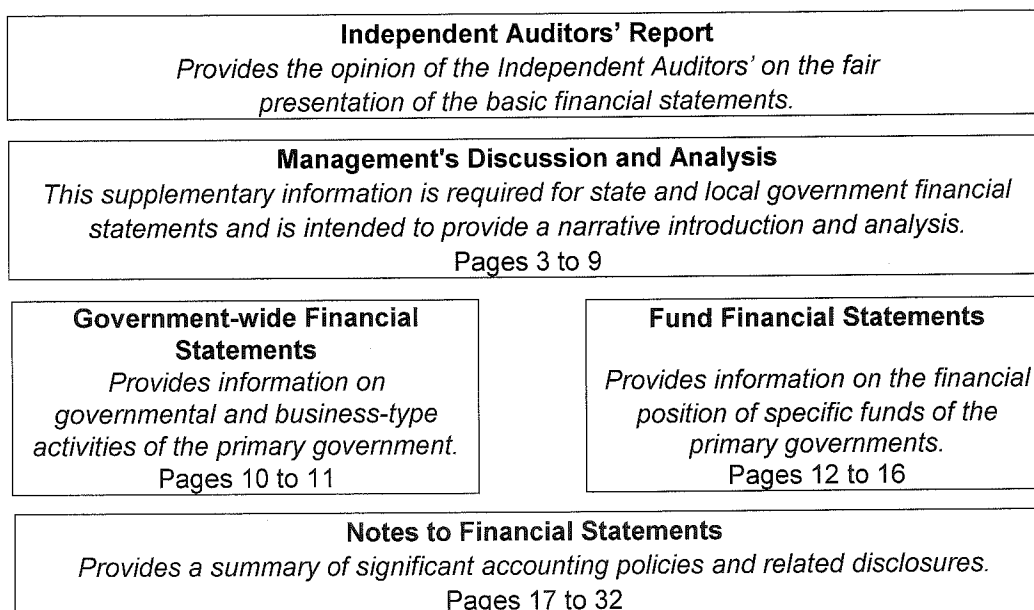 Independent Auditors' Report
Provides the opinion of the Independent Auditors' on the fair
presentation of the basic financial statements.
Management's Discussion and Analysis
This supplementary information is required for state and local government financial
statements and is intended to provide a narrative introduction and analysis.
Pages 3 to 9
Government-wide Financial
Statements
Provides information on
governmental and business-type
activities of the primary government.
Pages 10 to 11
Fund Financial Statements
Provides information on the financial
position of specific funds of the
primary governments.
Pages 12 to 16
Notes to Financial Statements
Provides a summary of significant accounting policies and related disclosures.
Pages 17 to 32